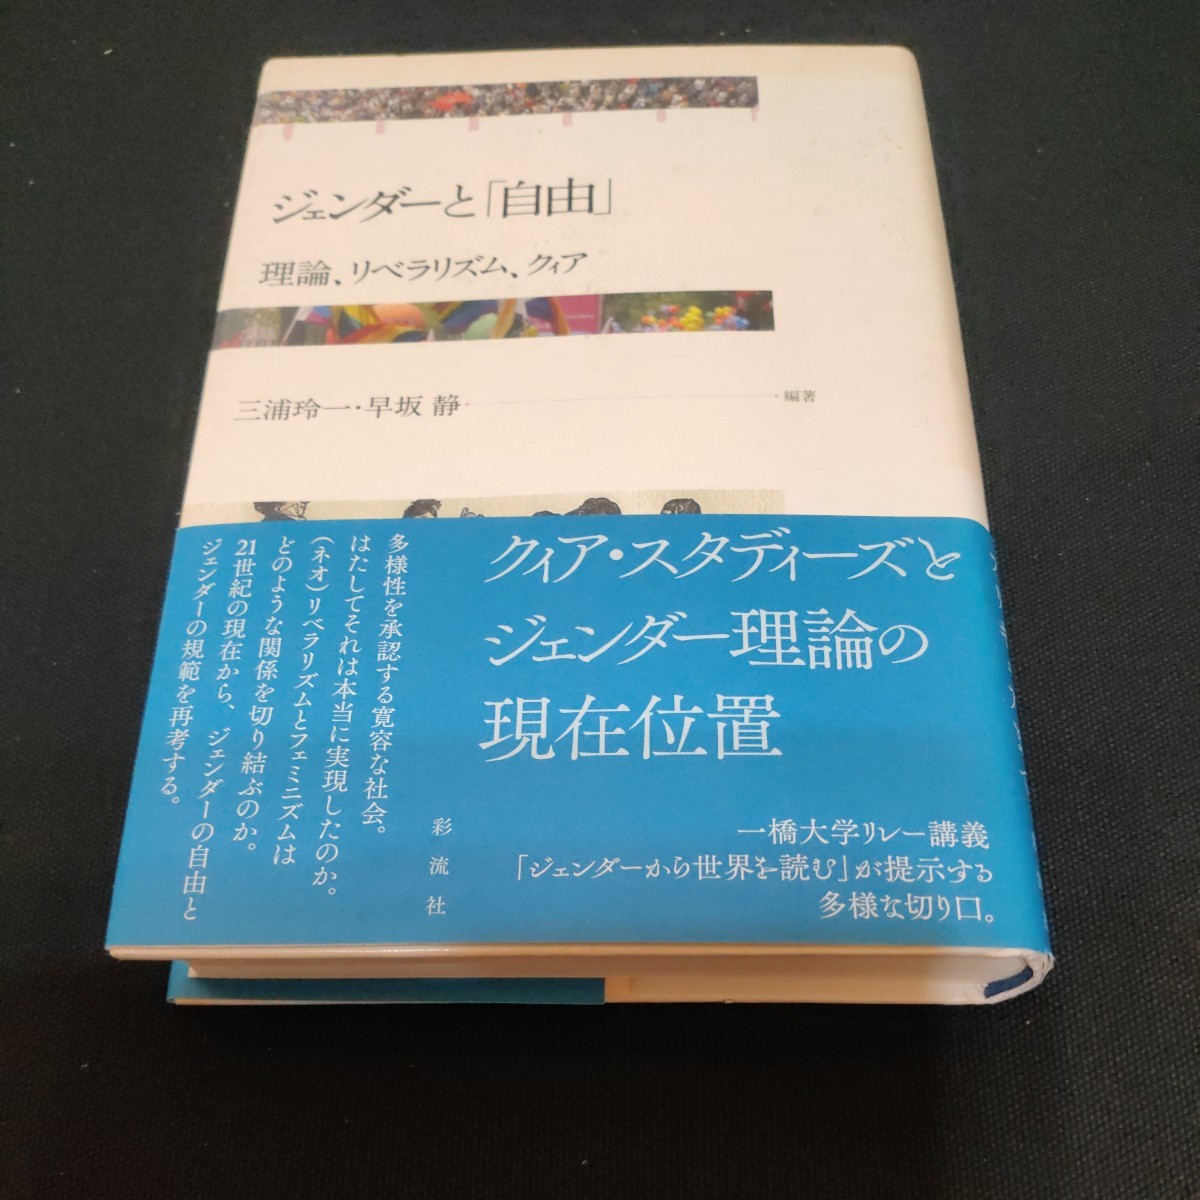 ジェンダーと「自由」
理論、リベラリズム、クィア
三浦玲一・早坂 静
編著
クィア・スタディーズと
ジェンダー理論の
現在位置
多様性を承認する寛容な社会。
はたしてそれは本当に実現したのか。
(ネオ)リベラリズムとフェミニズムは
どのような関係を切り結ぶのか。
21世紀の現在から、ジェンダーの自由と
ジェンダーの規範を再考する。
彩流社
一橋大学リレー講義
「ジェンダーから世界を読む」が提示する
多様な切り口。